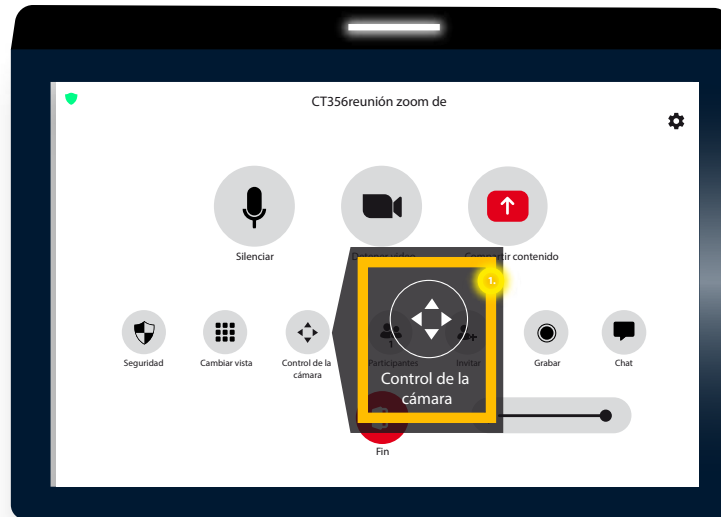 CT356reunión zoom de
Silenciar
Detener video
Compartir contenido
1.
Seguridad
Cambiar vista
Control de la
cámara
Participantes
Invitar
Grabar
Chat
Control de la
cámara
Fin